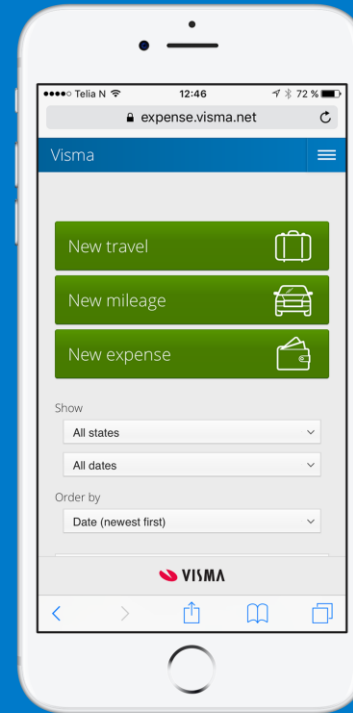 Telia N 12:46 72 %
expense.visma.net
Visma
New travel
New mileage
New expense
Show
All states
All dates
Order by
Date (newest first)
VISMA